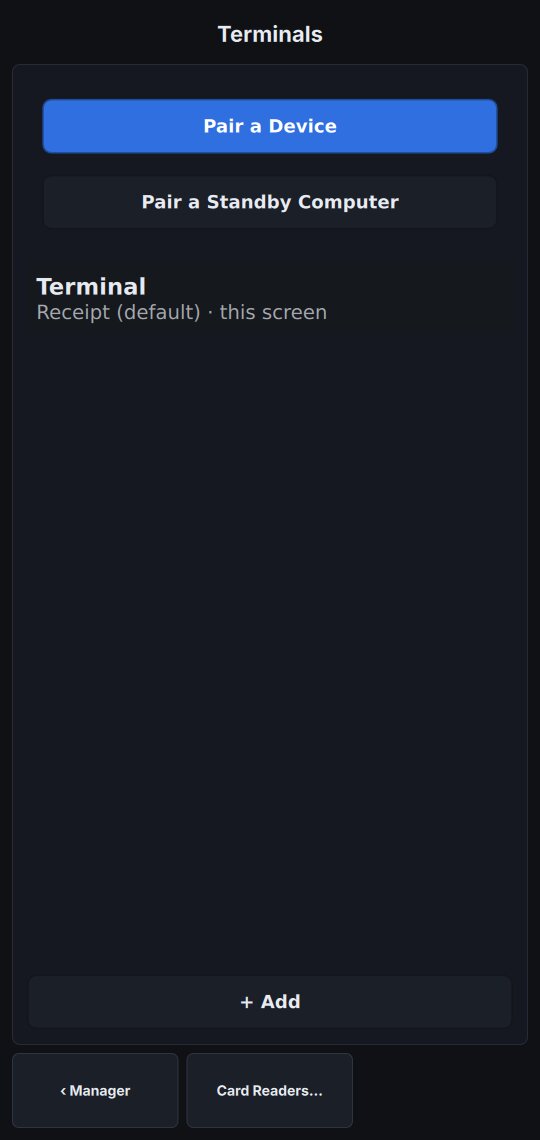 Terminals
Pair a Device
Pair a Standby Computer
Terminal
Receipt (default) · this screen
+ Add
‹ Manager
Card Readers...